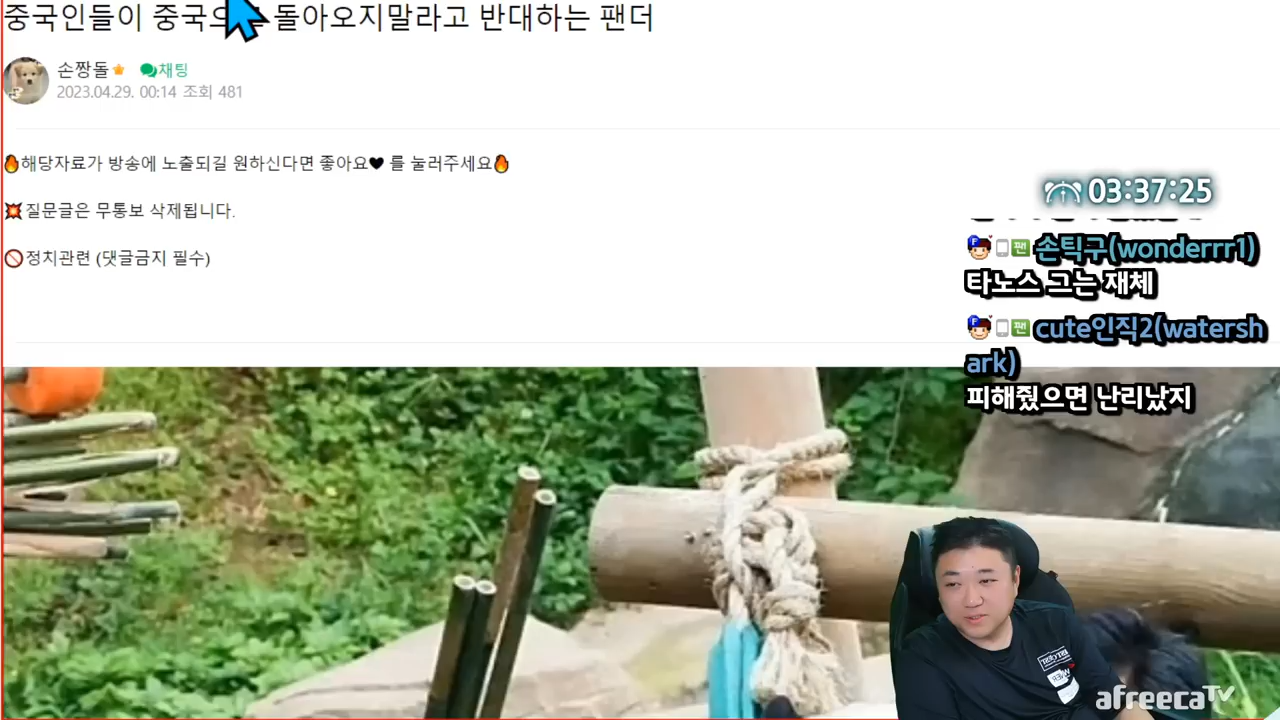 중국인들이 중국으로 돌아오지말라고 반대하는 팬더
손짱돌 채팅
2023.04.29. 00:14 조회 481
🔥해당자료가 방송에 노출되길 원하신다면 좋아요🖤 를 눌러주세요🔥
💥질문글은 무통보 삭제됩니다.
🚫정치관련 (댓글금지 필수)
03:37:25
F 팬 손틱구(wonderrr1)
타노스 그는 재체
F 팬 cute인직2(watersh
ark)
피해줬으면 난리났지
afreecaTV